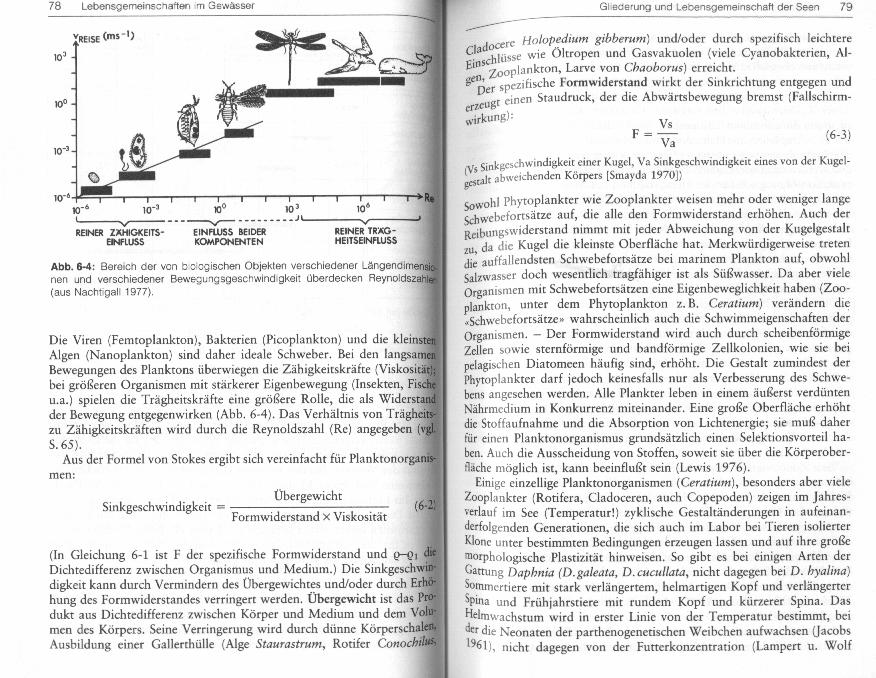 78 Lebensgemeinschaften im Gewässer
VREISE (ms⁻¹)
10³
10⁰
10⁻³
10⁻⁶
10⁻⁶ 10⁻³ 10⁰ 10³ 10⁶ Re
REINER ZÄHIGKEITS- EINFLUSS BEIDER REINER TRÄG-
EINFLUSS KOMPONENTEN HEITSEINFLUSS
Abb. 6-4: Bereich der von biologischen Objekten verschiedener Längendimensio-
nen und verschiedener Bewegungsgeschwindigkeit überdecken Reynoldszahlen
(aus Nachtigall 1977).
Die Viren (Femtoplankton), Bakterien (Picoplankton) und die kleinsten
Algen (Nanoplankton) sind daher ideale Schweber. Bei den langsamen
Bewegungen des Planktons überwiegen die Zähigkeitskräfte (Viskosität);
bei größeren Organismen mit stärkerer Eigenbewegung (Insekten, Fische
u.a.) spielen die Trägheitskräfte eine größere Rolle, die als Widerstand
der Bewegung entgegenwirken (Abb. 6-4). Das Verhältnis von Trägheits-
zu Zähigkeitskräften wird durch die Reynoldszahl (Re) angegeben (vgl.
S. 65).
Aus der Formel von Stokes ergibt sich vereinfacht für Planktonorganis-
men:
Übergewicht
Sinkgeschwindigkeit = (6-2)
Formwiderstand × Viskosität
(In Gleichung 6-1 ist F der spezifische Formwiderstand und ϱ–ϱ₁ die
Dichtedifferenz zwischen Organismus und Medium.) Die Sinkgeschwin-
digkeit kann durch Vermindern des Übergewichtes und/oder durch Erhö-
hung des Formwiderstandes verringert werden. Übergewicht ist das Pro-
dukt aus Dichtedifferenz zwischen Körper und Medium und dem Volu-
men des Körpers. Seine Verringerung wird durch dünne Körperschalen,
Ausbildung einer Gallerthülle (Alge Staurastrum, Rotifer Conochilus,
Gliederung und Lebensgemeinschaft der Seen 79
Cladocere Holopedium gibberum) und/oder durch spezifisch leichtere
Einschlüsse wie Öltropen und Gasvakuolen (viele Cyanobakterien, Al-
gen, Zooplankton, Larve von Chaoborus) erreicht.
Der spezifische Formwiderstand wirkt der Sinkrichtung entgegen und
erzeugt einen Staudruck, der die Abwärtsbewegung bremst (Fallschirm-
wirkung):
Vs
F = (6-3)
Va
(Vs Sinkgeschwindigkeit einer Kugel, Va Sinkgeschwindigkeit eines von der Kugel-
gestalt abweichenden Körpers [Smayda 1970])
Sowohl Phytoplankter wie Zooplankter weisen mehr oder weniger lange
Schwebefortsätze auf, die alle den Formwiderstand erhöhen. Auch der
Reibungswiderstand nimmt mit jeder Abweichung von der Kugelgestalt
zu, da die Kugel die kleinste Oberfläche hat. Merkwürdigerweise treten
die auffallendsten Schwebefortsätze bei marinem Plankton auf, obwohl
Salzwasser doch wesentlich tragfähiger ist als Süßwasser. Da aber viele
Organismen mit Schwebefortsätzen eine Eigenbeweglichkeit haben (Zoo-
plankton, unter dem Phytoplankton z. B. Ceratium) verändern die
«Schwebefortsätze» wahrscheinlich auch die Schwimmeigenschaften der
Organismen. – Der Formwiderstand wird auch durch scheibenförmige
Zellen sowie sternförmige und bandförmige Zellkolonien, wie sie bei
pelagischen Diatomeen häufig sind, erhöht. Die Gestalt zumindest der
Phytoplankter darf jedoch keinesfalls nur als Verbesserung des Schwe-
bens angesehen werden. Alle Plankter leben in einem äußerst verdünten
Nährmedium in Konkurrenz miteinander. Eine große Oberfläche erhöht
die Stoffaufnahme und die Absorption von Lichtenergie; sie muß daher
für einen Planktonorganismus grundsätzlich einen Selektionsvorteil ha-
ben. Auch die Ausscheidung von Stoffen, soweit sie über die Körperober-
fläche möglich ist, kann beeinflußt sein (Lewis 1976).
Einige einzellige Planktonorganismen (Ceratium), besonders aber viele
Zooplankter (Rotifera, Cladoceren, auch Copepoden) zeigen im Jahres-
verlauf im See (Temperatur!) zyklische Gestaltänderungen in aufeinan-
derfolgenden Generationen, die sich auch im Labor bei Tieren isolierter
Klone unter bestimmten Bedingungen erzeugen lassen und auf ihre große
morphologische Plastizität hinweisen. So gibt es bei einigen Arten der
Gattung Daphnia (D. galeata, D. cucullata, nicht dagegen bei D. hyalina)
Sommertiere mit stark verlängertem, helmartigen Kopf und verlängerter
Spina und Frühjahrstiere mit rundem Kopf und kürzerer Spina. Das
Helmwachstum wird in erster Linie von der Temperatur bestimmt, bei
der die Neonaten der parthenogenetischen Weibchen aufwachsen (Jacobs
1961), nicht dagegen von der Futterkonzentration (Lampert u. Wolf